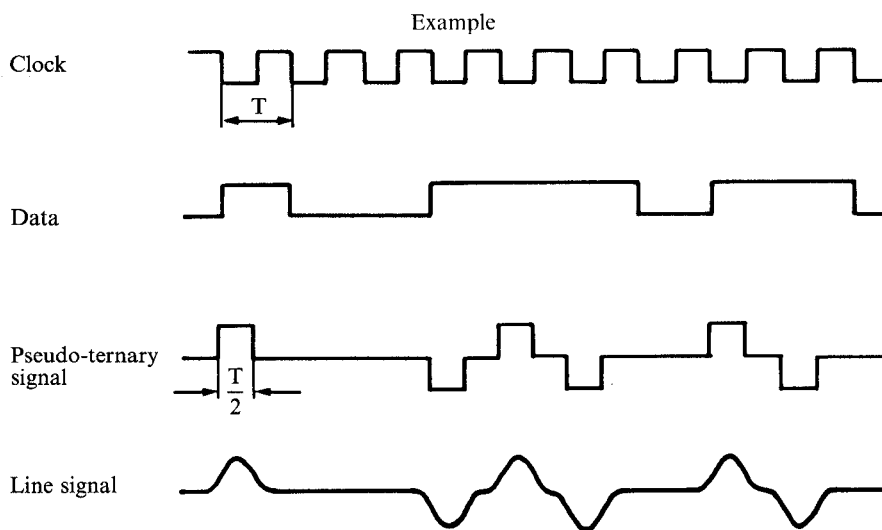 Example
Clock
T
Data
Pseudo-ternary
signal
T
2
Line signal